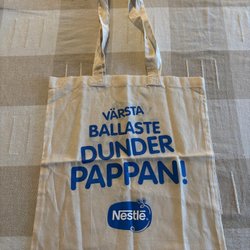 VÄRSTA
BALLASTE
DUNDER
PAPPAN!
Nestlé.